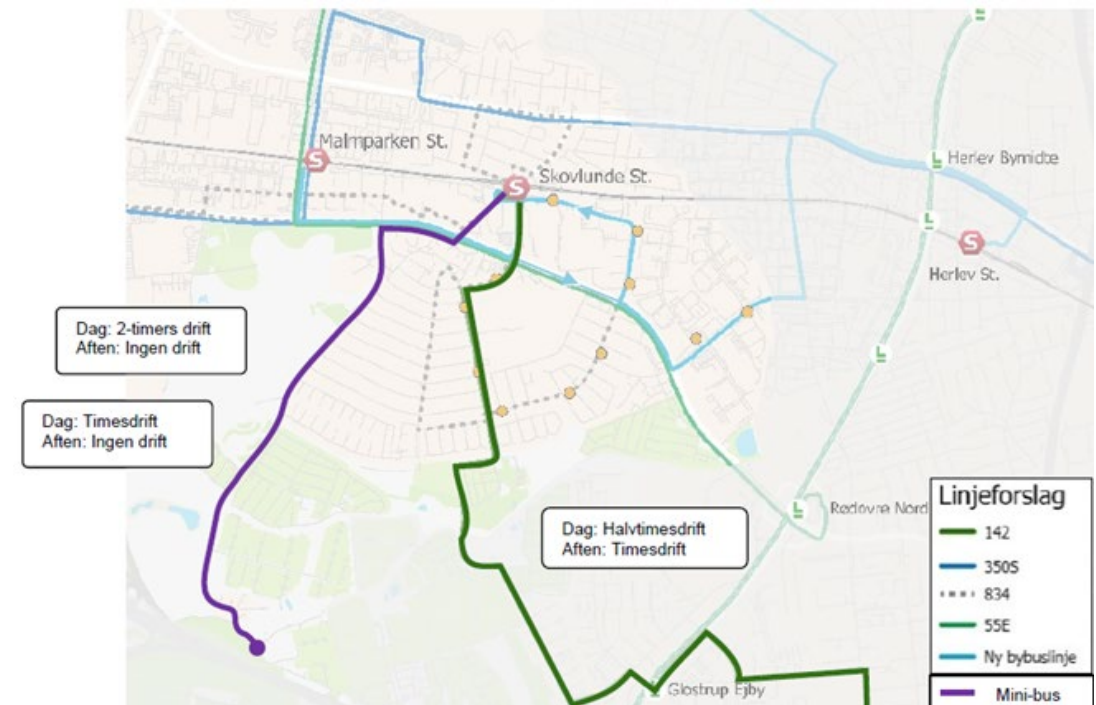 Malmparken St.
Skovlunde St.
Herlev Bymidte
Herlev St.
Dag: 2-timers drift
Aften: Ingen drift
Dag: Timesdrift
Aften: Ingen drift
Dag: Halvtimesdrift
Aften: Timesdrift
Rødovre Nord
Glostrup Ejby
Linjeforslag
142
350S
834
55E
Ny bybuslinje
Mini-bus